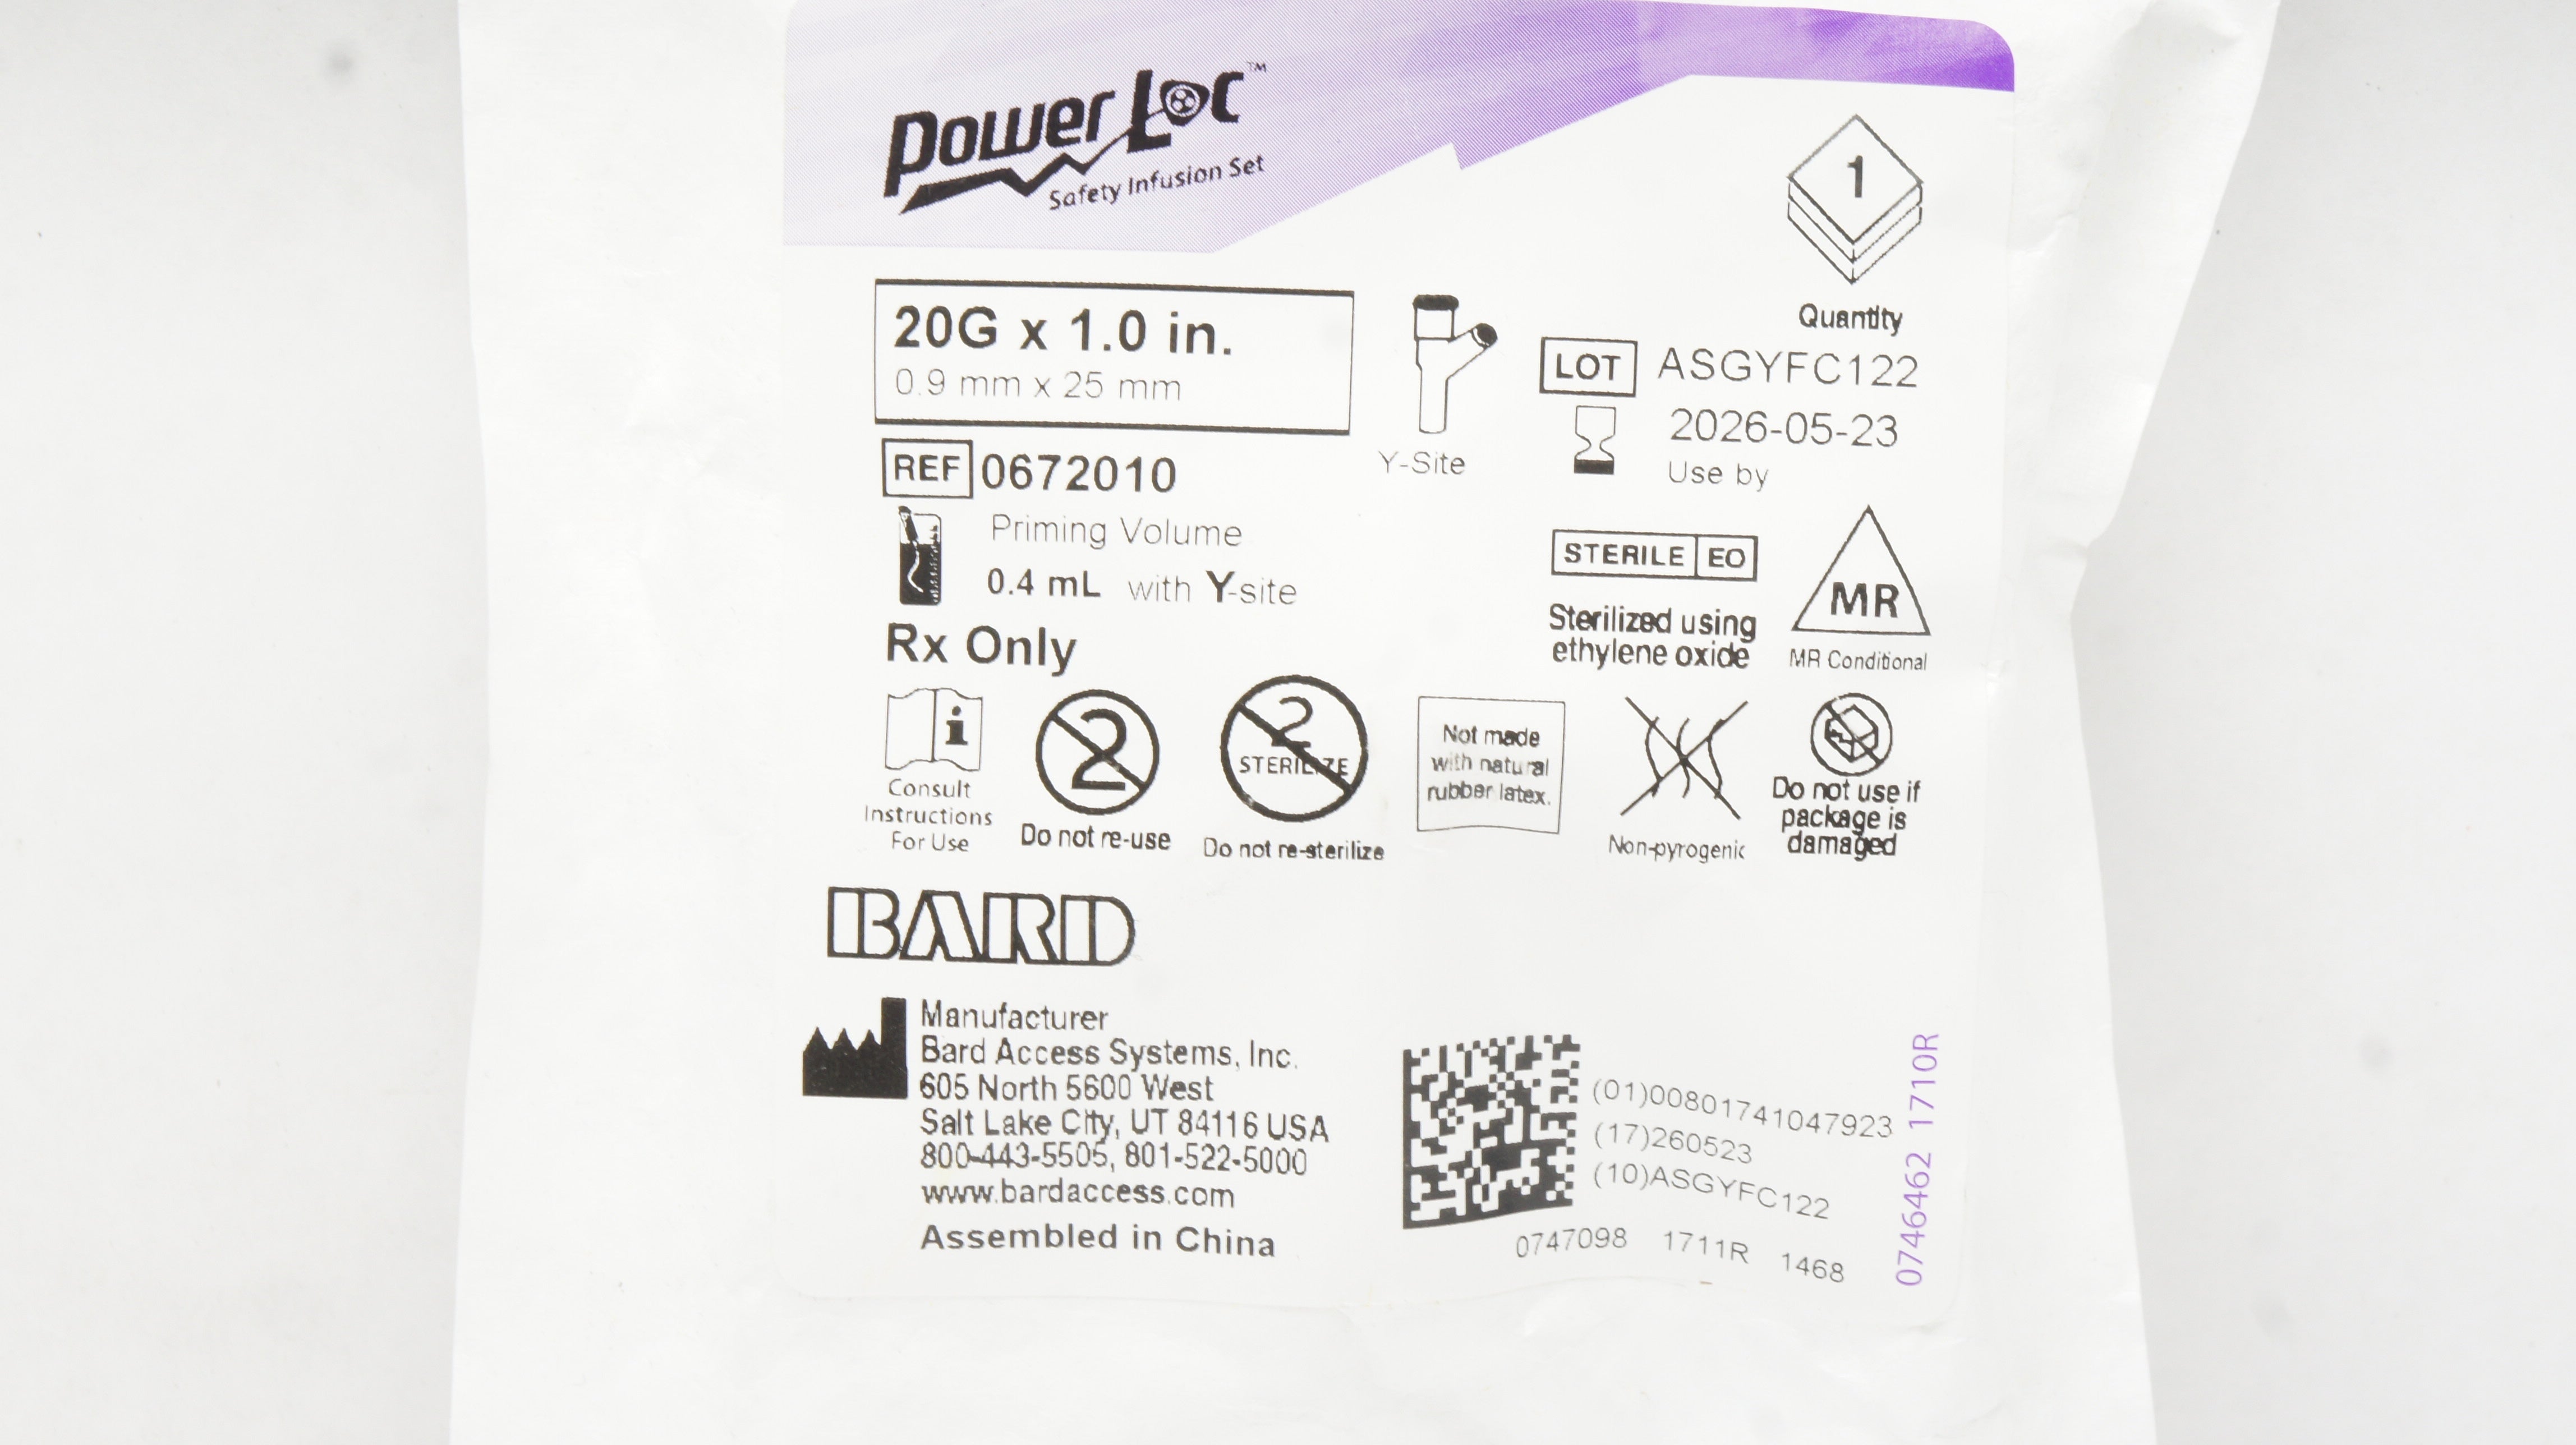 Power Loc™
Safety Infusion Set
1
Quantity
20G x 1.0 in.
0.9 mm x 25 mm
Y-Site
LOT ASGYFC122
2026-05-23
Use by
REF 0672010
Priming Volume
0.4 mL with Y-site
STERILE EO
Sterilized using
ethylene oxide
MR
MR Conditional
Rx Only
i
Consult
Instructions
For Use
2
Do not re-use
2
STERILIZE
Do not re-sterilize
Not made
with natural
rubber latex.
Non-pyrogenic
Do not use if
package is
damaged
BARD
Manufacturer
Bard Access Systems, Inc.
605 North 5600 West
Salt Lake City, UT 84116 USA
800-443-5505, 801-522-5000
www.bardaccess.com
Assembled in China
(01)00801741047923
(17)260523
(10)ASGYFC122
0747098 1711R 1468
0746462 1710R